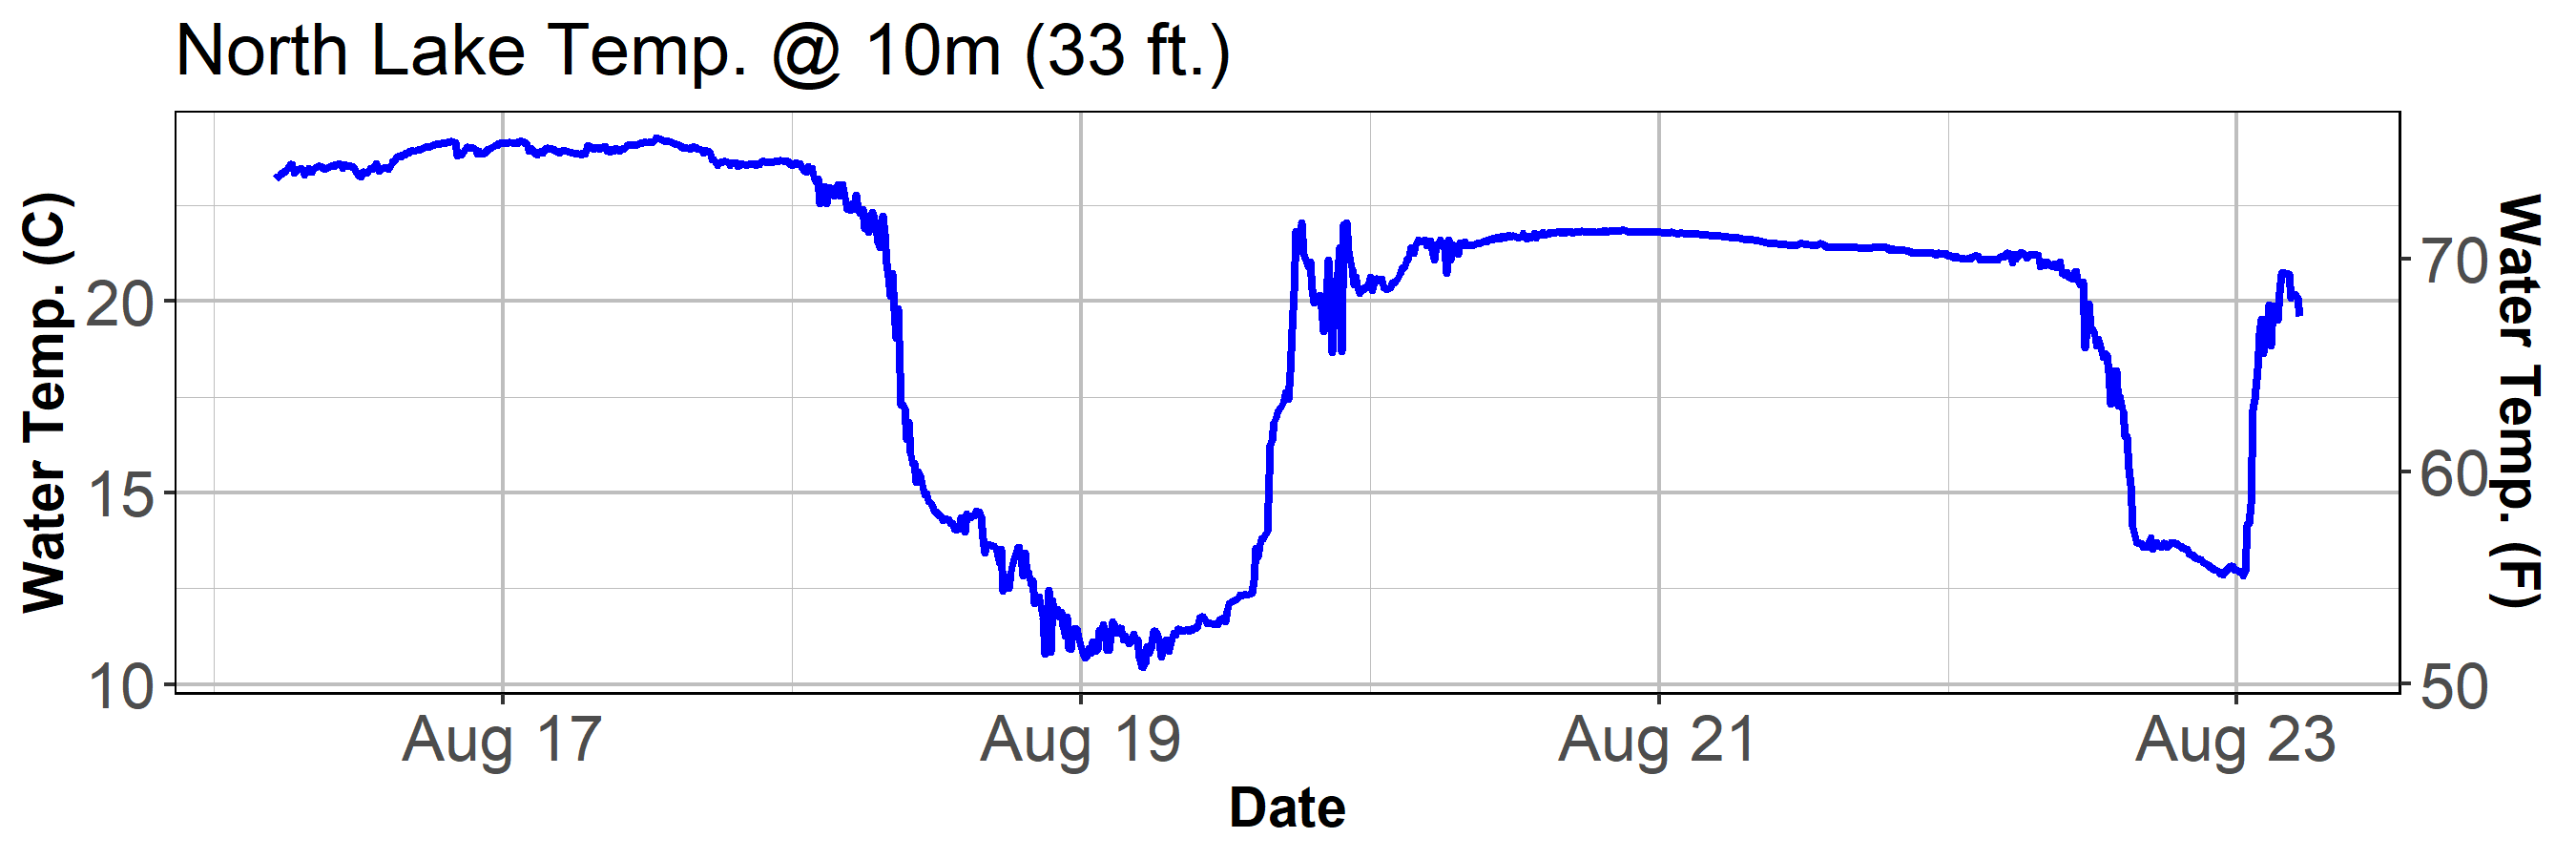 North Lake Temp. @ 10m (33 ft.)
Water Temp. (C)
20
15
10
70
60
50
Water Temp. (F)
Aug 17 Aug 19 Aug 21 Aug 23
Date